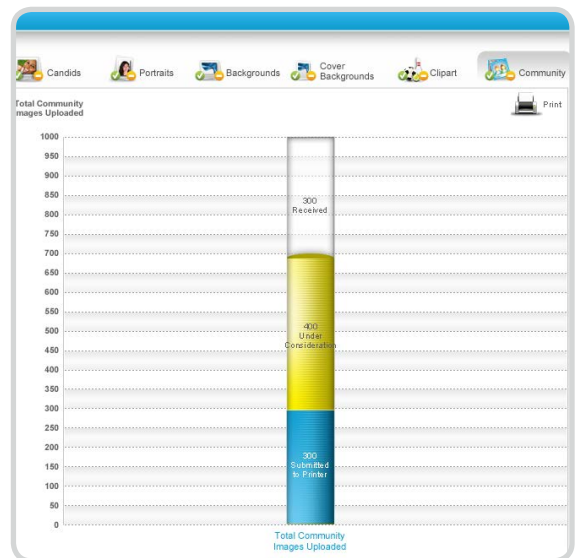 Candids
Portraits
Backgrounds
Cover
Backgrounds
Clipart
Community
Total Community
Images Uploaded
Print
1000
950
900
850
800
750
700
650
600
550
500
450
400
350
300
250
200
150
100
50
0
300
Received
400
Under
Consideration
300
Submitted
to Printer
Total Community
Images Uploaded